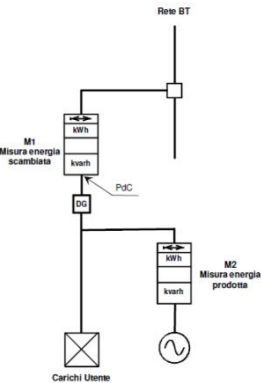 Rete BT
kWh
M1
Misura energia
scambiata
kvarh
PdC
DG
kWh
M2
Misura energia
prodotta
kvarh
Carichi Utente